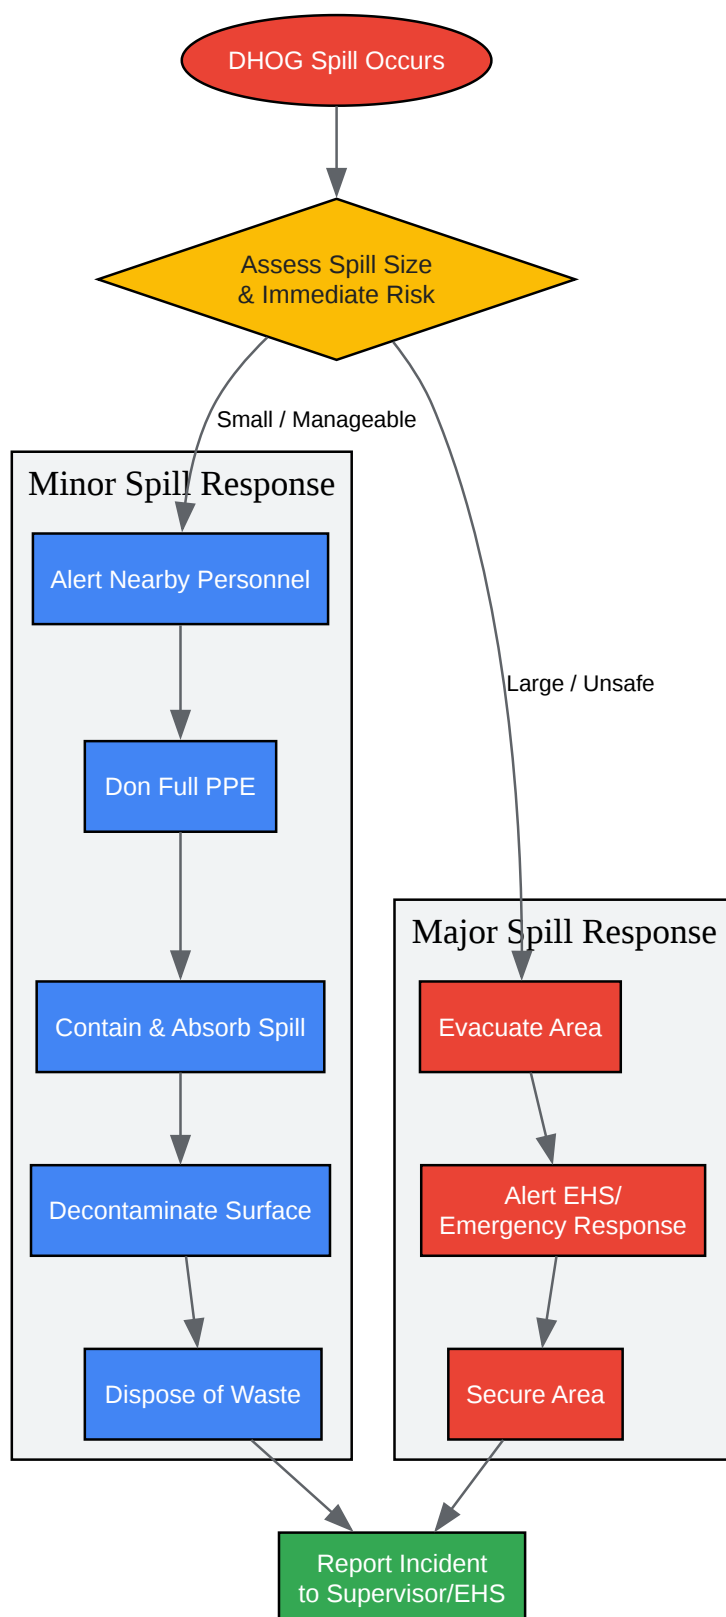 DHOG Spill Occurs
Assess Spill Size
& Immediate Risk
Small / Manageable
Minor Spill Response
Alert Nearby Personnel
Don Full PPE
Contain & Absorb Spill
Decontaminate Surface
Dispose of Waste
Large / Unsafe
Major Spill Response
Evacuate Area
Alert EHS/
Emergency Response
Secure Area
Report Incident
to Supervisor/EHS